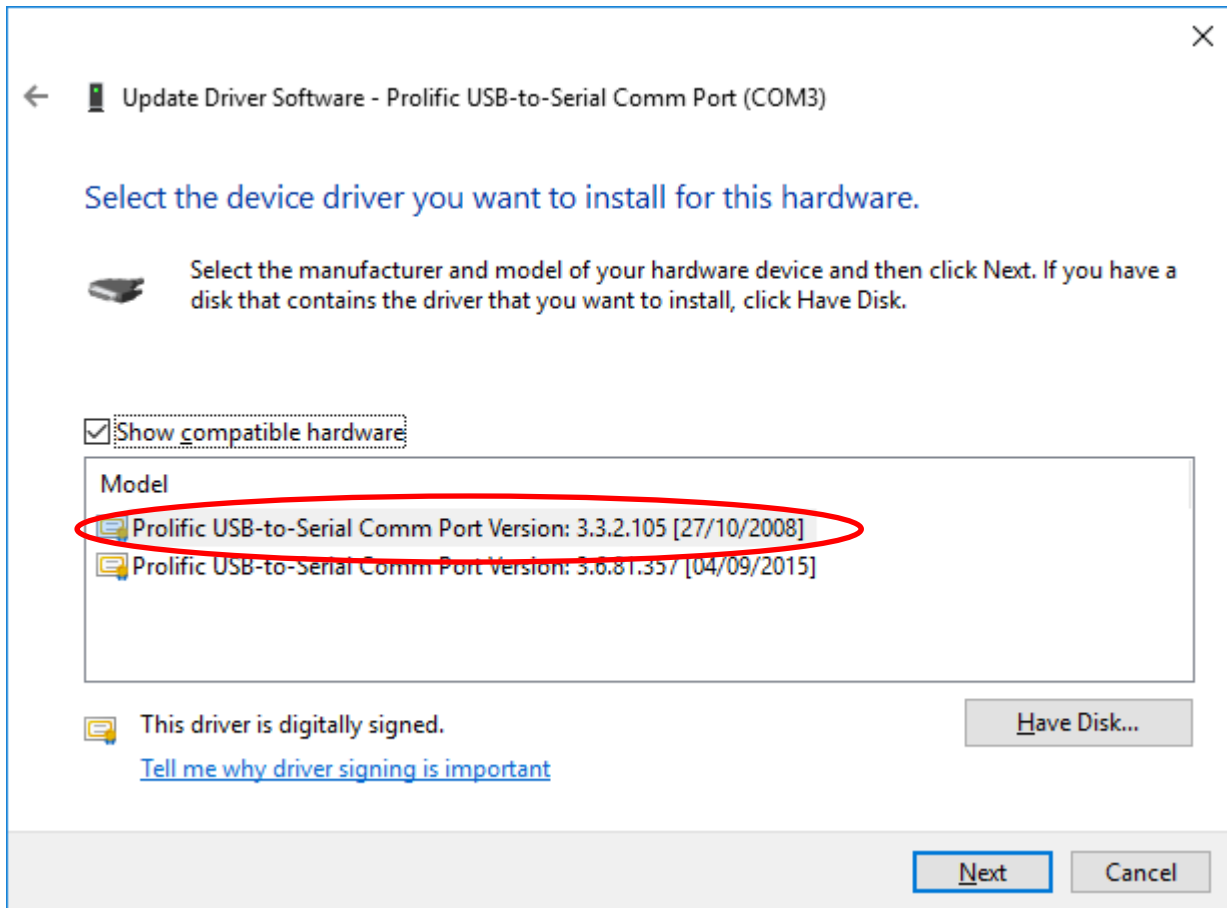 Update Driver Software - Prolific USB-to-Serial Comm Port (COM3)
Select the device driver you want to install for this hardware.
Select the manufacturer and model of your hardware device and then click Next. If you have a
disk that contains the driver that you want to install, click Have Disk.
Show compatible hardware
Model
Prolific USB-to-Serial Comm Port Version: 3.3.2.105 [27/10/2008]
Prolific USB-to-Serial Comm Port Version: 3.6.81.357 [04/09/2015]
This driver is digitally signed.
Have Disk...
Tell me why driver signing is important
Next
Cancel